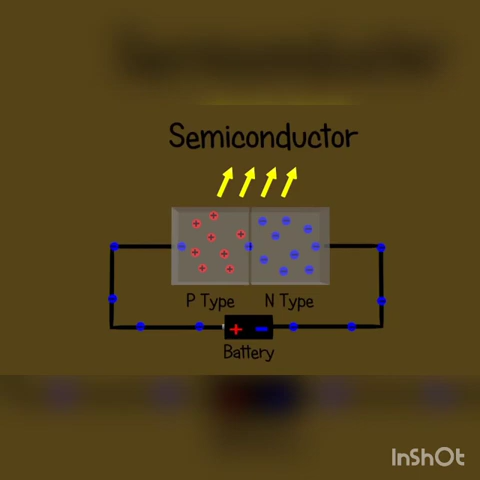 Semiconductor
P Type N Type
+ -
Battery
InShOt